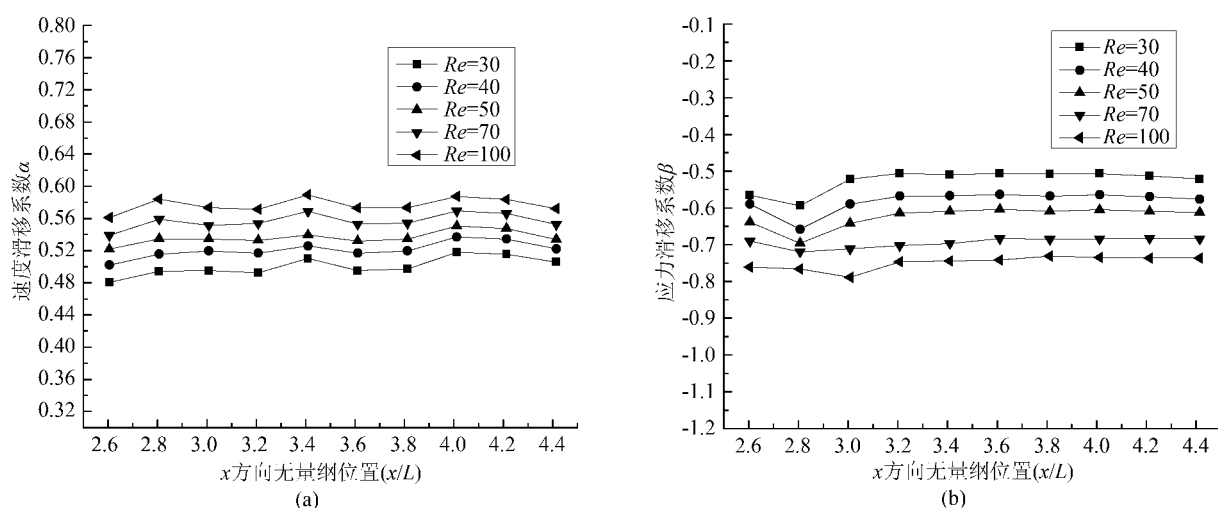 0.80
0.76
0.72
0.68
0.64
0.60
0.56
0.52
0.48
0.44
0.40
0.36
0.32
速度滑移系数α
Re=30
Re=40
Re=50
Re=70
Re=100
2.6 2.8 3.0 3.2 3.4 3.6 3.8 4.0 4.2 4.4
x方向无量纲位置(x/L)
(a)
-0.1
-0.2
-0.3
-0.4
-0.5
-0.6
-0.7
-0.8
-0.9
-1.0
-1.1
-1.2
应力滑移系数β
Re=30
Re=40
Re=50
Re=70
Re=100
2.6 2.8 3.0 3.2 3.4 3.6 3.8 4.0 4.2 4.4
x方向无量纲位置(x/L)
(b)